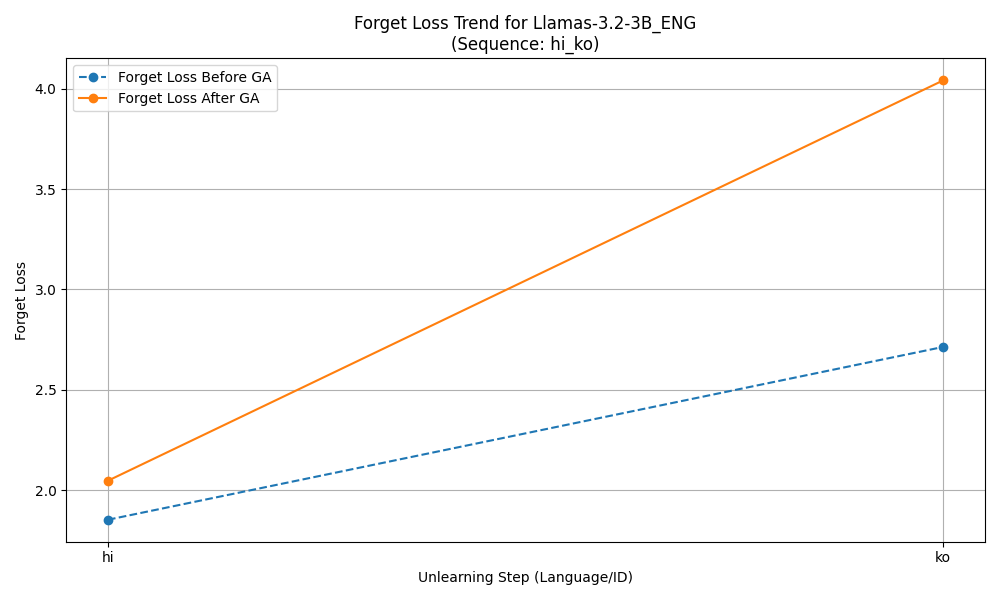 Forget Loss Trend for Llamas-3.2-3B_ENG
(Sequence: hi_ko)
Forget Loss Before GA
Forget Loss After GA
Forget Loss
4.0
3.5
3.0
2.5
2.0
hi
ko
Unlearning Step (Language/ID)